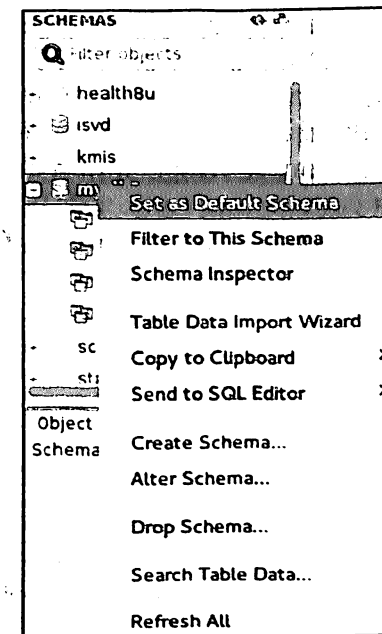 SCHEMAS
Filter objects
health8u
isvd
kmis
my
Set as Default Schema
Filter to This Schema
Schema Inspector
Table Data Import Wizard
sc
Copy to Clipboard
Send to SQL Editor
Object
Schema
Create Schema...
Alter Schema...
Drop Schema...
Search Table Data...
Refresh All